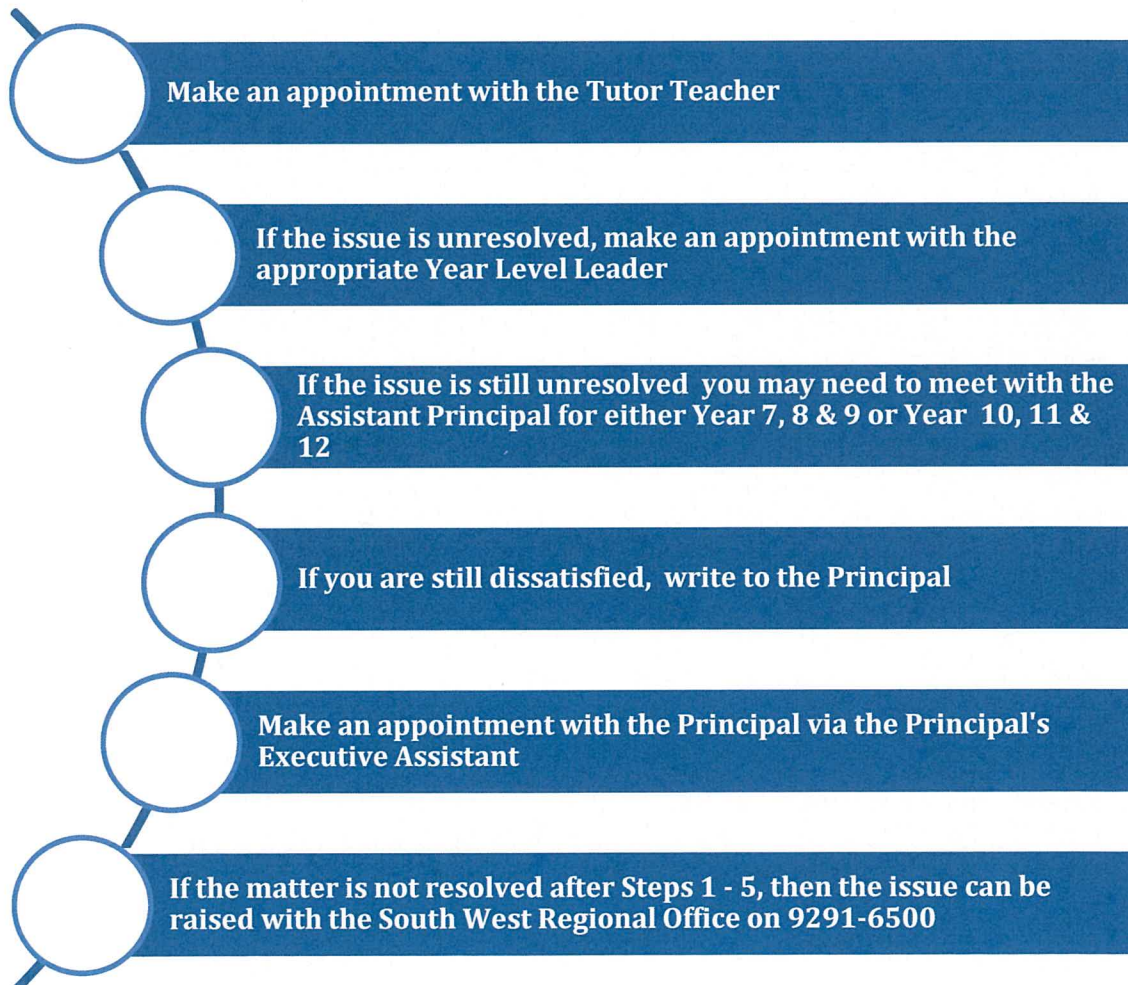 Make an appointment with the Tutor Teacher
If the issue is unresolved, make an appointment with the
appropriate Year Level Leader
If the issue is still unresolved you may need to meet with the
Assistant Principal for either Year 7, 8 & 9 or Year 10, 11 &
12
If you are still dissatisfied, write to the Principal
Make an appointment with the Principal via the Principal's
Executive Assistant
If the matter is not resolved after Steps 1 - 5, then the issue can be
raised with the South West Regional Office on 9291-6500